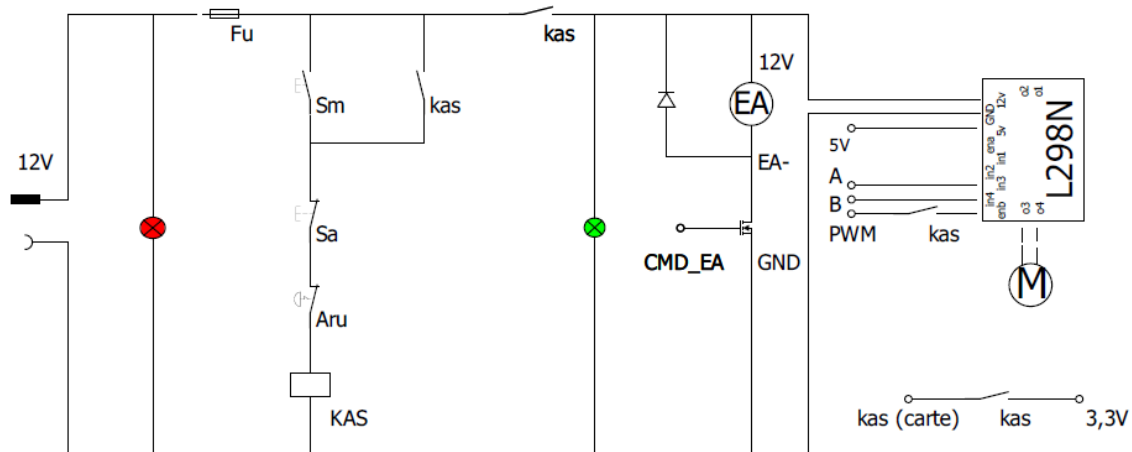 Fu
kas
12V
Sm
kas
12V
EA
EA-
Sa
CMD_EA
GND
Aru
KAS
5V
A
B
PWM
kas
12v
GND
5v
ena
in1
in2
in3
in4
enb
o2
o1
o3
o4
L298N
M
kas (carte)
kas
3,3V